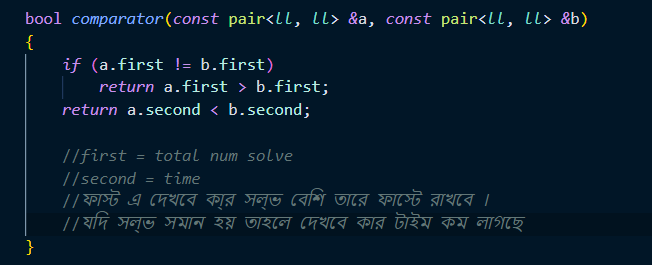 bool comparator(const pair<ll, ll> &a, const pair<ll, ll> &b)
{
if (a.first != b.first)
return a.first > b.first;
return a.second < b.second;
//first = total num solve
//second = time
//ফাস্ট এ দেখবে কা্র সল্ভ বেশি তারে ফাস্টে রাখবে ।
//যদি সল্ভ সমান হয় তাহলে দেখবে কার টাইম কম লাগছে
}